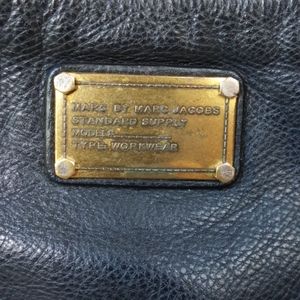 MARC BY MARC JACOBS
STANDARD SUPPLY
MODEL#
TYPE: WORKWEAR